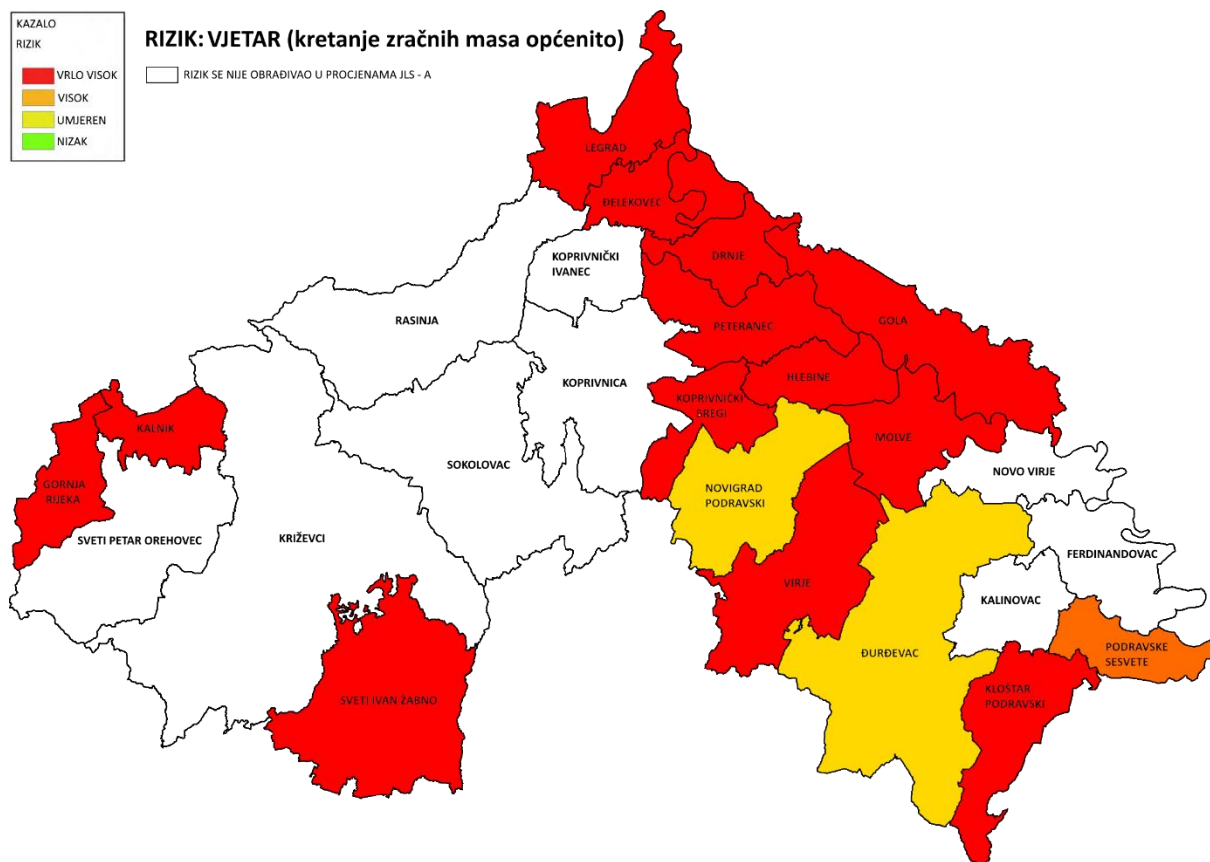 KAZALO
RIZIK
VRLO VISOK
VISOK
UMJEREN
NIZAK
RIZIK: VJETAR (kretanje zračnih masa općenito)
RIZIK SE NIJE OBRAĐIVAO U PROCJENAMA JLS - A
LEGRAD
ĐELEKOVEC
DRNJE
KOPRIVNIČKI
IVANEC
RASINJA
PETERANEC
GOLA
HLEBINE
KOPRIVNICA
KOPRIVNIČKI
BREGI
KALNIK
MOLVE
SOKOLOVAC
NOVO VIRJE
GORNJA
RIJEKA
NOVIGRAD
PODRAVSKI
SVETI PETAR OREHOVEC
KRIŽEVCI
FERDINANDOVAC
VIRJE
KALINOVAC
ĐURĐEVAC
PODRAVSKE
SESVETE
SVETI IVAN ŽABNO
KLOŠTAR
PODRAVSKI